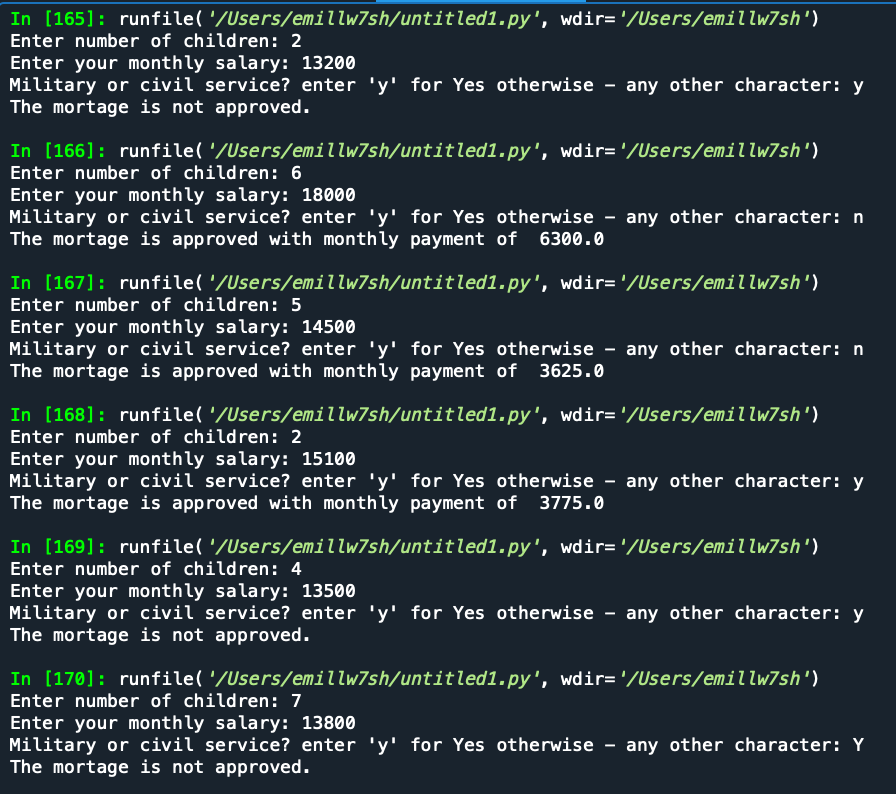 In [165]: runfile('/Users/emillw7sh/untitled1.py', wdir='/Users/emillw7sh')
Enter number of children: 2
Enter your monthly salary: 13200
Military or civil service? enter 'y' for Yes otherwise – any other character: y
The mortage is not approved.
In [166]: runfile('/Users/emillw7sh/untitled1.py', wdir='/Users/emillw7sh')
Enter number of children: 6
Enter your monthly salary: 18000
Military or civil service? enter 'y' for Yes otherwise – any other character: n
The mortage is approved with monthly payment of  6300.0
In [167]: runfile('/Users/emillw7sh/untitled1.py', wdir='/Users/emillw7sh')
Enter number of children: 5
Enter your monthly salary: 14500
Military or civil service? enter 'y' for Yes otherwise – any other character: n
The mortage is approved with monthly payment of  3625.0
In [168]: runfile('/Users/emillw7sh/untitled1.py', wdir='/Users/emillw7sh')
Enter number of children: 2
Enter your monthly salary: 15100
Military or civil service? enter 'y' for Yes otherwise – any other character: y
The mortage is approved with monthly payment of  3775.0
In [169]: runfile('/Users/emillw7sh/untitled1.py', wdir='/Users/emillw7sh')
Enter number of children: 4
Enter your monthly salary: 13500
Military or civil service? enter 'y' for Yes otherwise – any other character: y
The mortage is not approved.
In [170]: runfile('/Users/emillw7sh/untitled1.py', wdir='/Users/emillw7sh')
Enter number of children: 7
Enter your monthly salary: 13800
Military or civil service? enter 'y' for Yes otherwise – any other character: Y
The mortage is not approved.